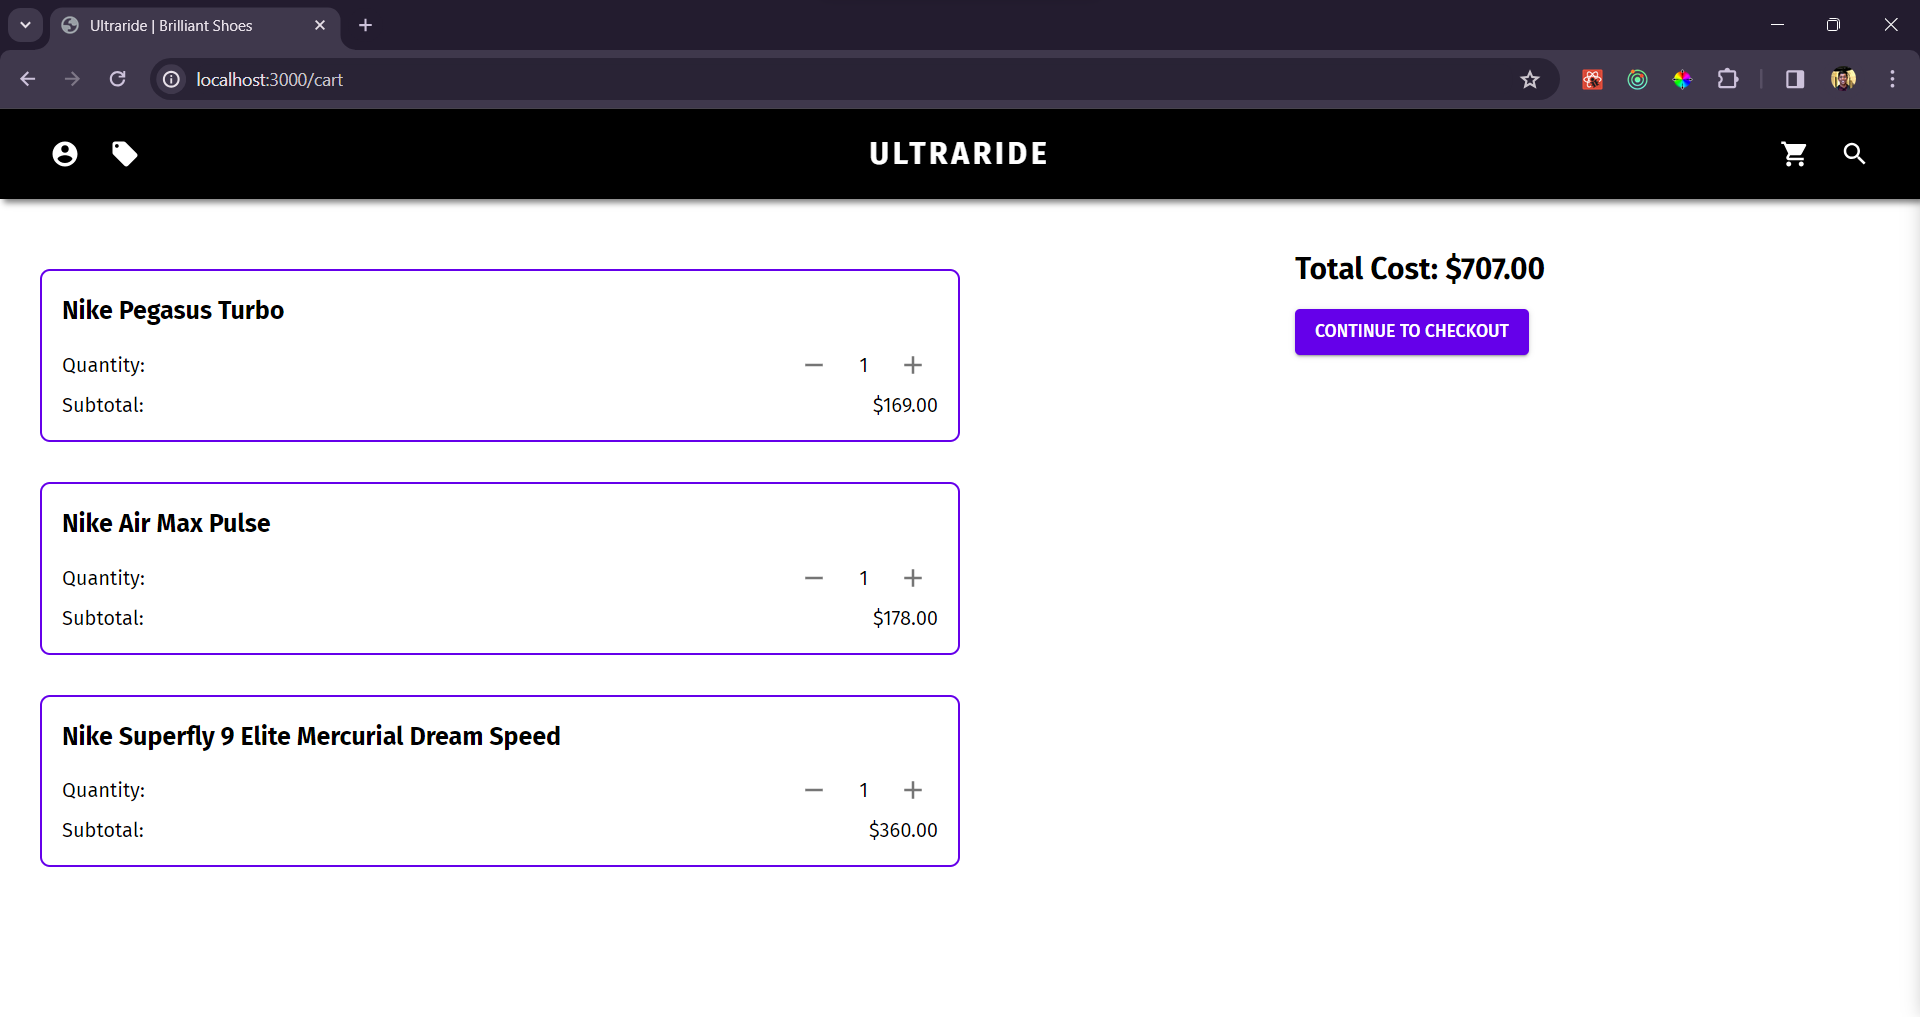 Ultraride | Brilliant Shoes
localhost:3000/cart
ULTRARIDE
Nike Pegasus Turbo
Quantity: 1
Subtotal: $169.00
Nike Air Max Pulse
Quantity: 1
Subtotal: $178.00
Nike Superfly 9 Elite Mercurial Dream Speed
Quantity: 1
Subtotal: $360.00
Total Cost: $707.00
CONTINUE TO CHECKOUT